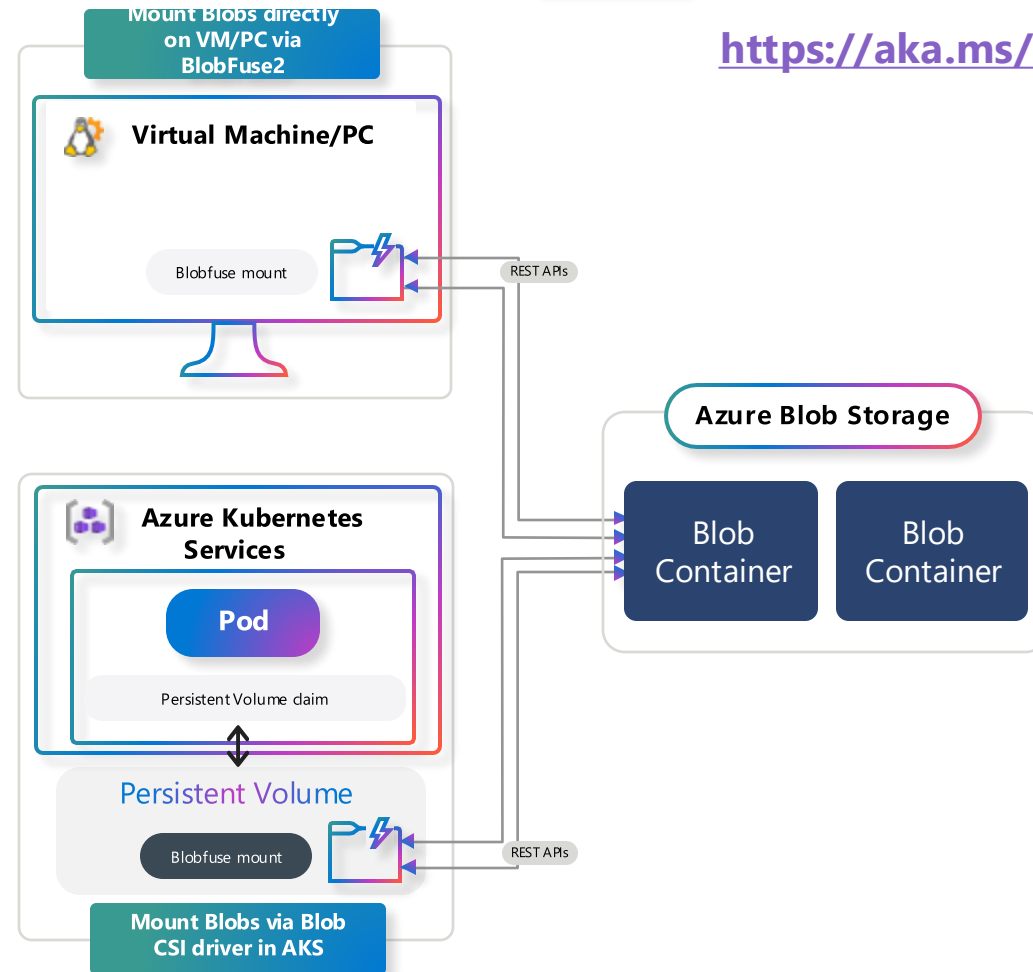 Mount Blobs directly
on VM/PC via
BlobFuse2
https://aka.ms/
Virtual Machine/PC
Blobfuse mount
REST APIs
Azure Blob Storage
Blob
Container
Blob
Container
Azure Kubernetes
Services
Pod
Persistent Volume claim
Persistent Volume
Blobfuse mount
REST APIs
Mount Blobs via Blob
CSI driver in AKS